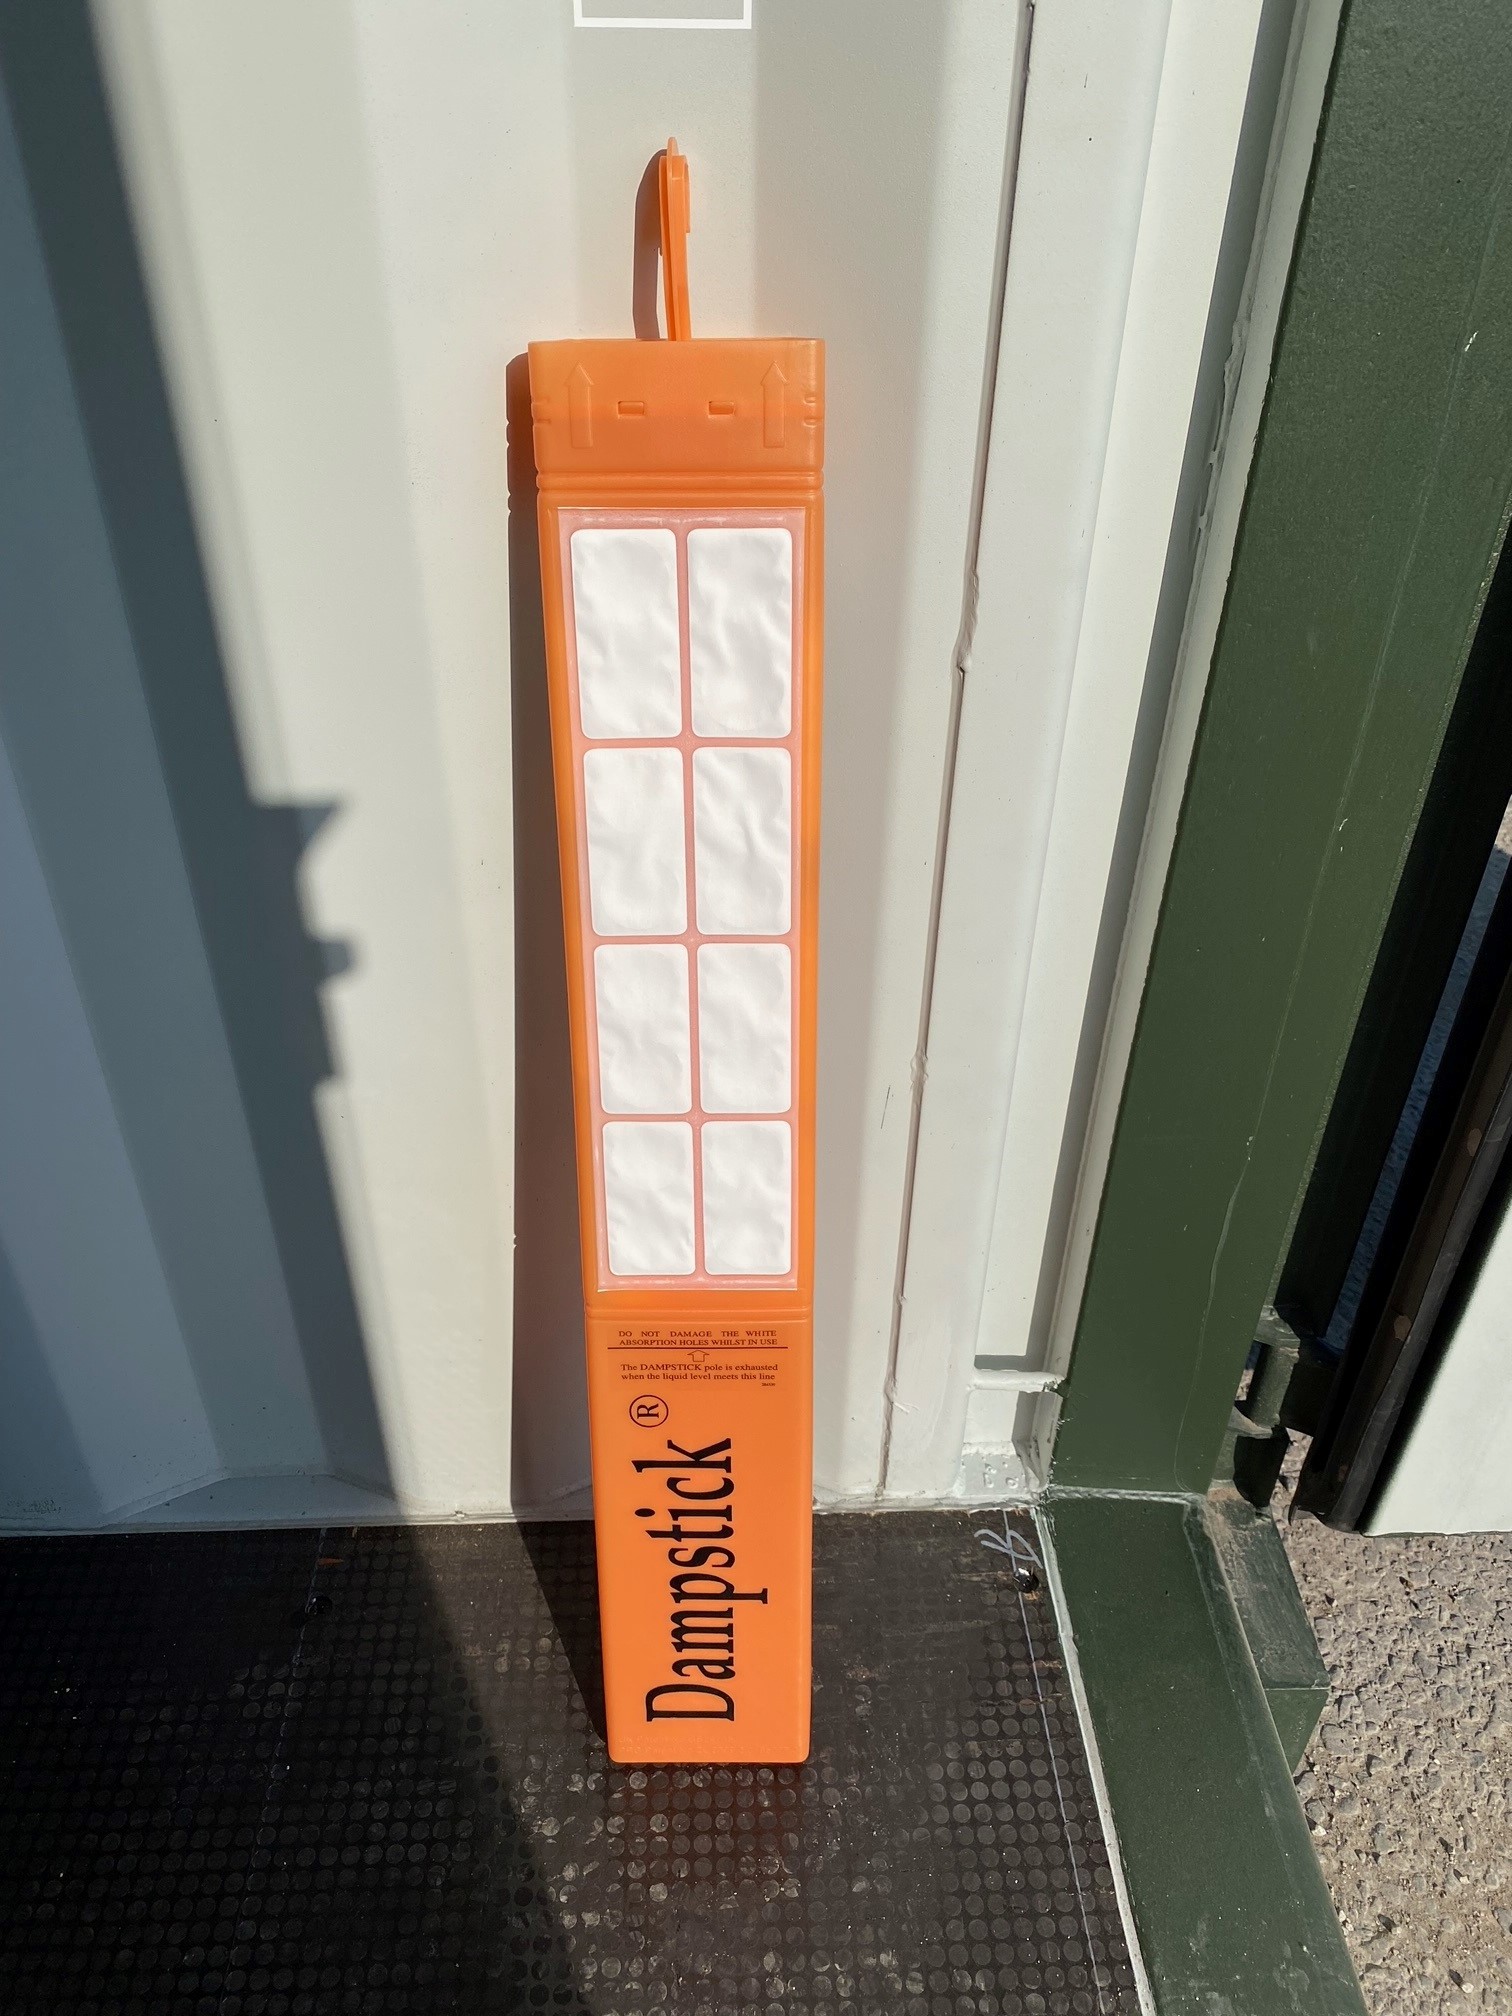 DO NOT DAMAGE THE WHITE
ABSORPTION HOLES WHILST IN USE
The DAMPSTICK pole is exhausted
when the liquid level meets this line
Dampstick ®